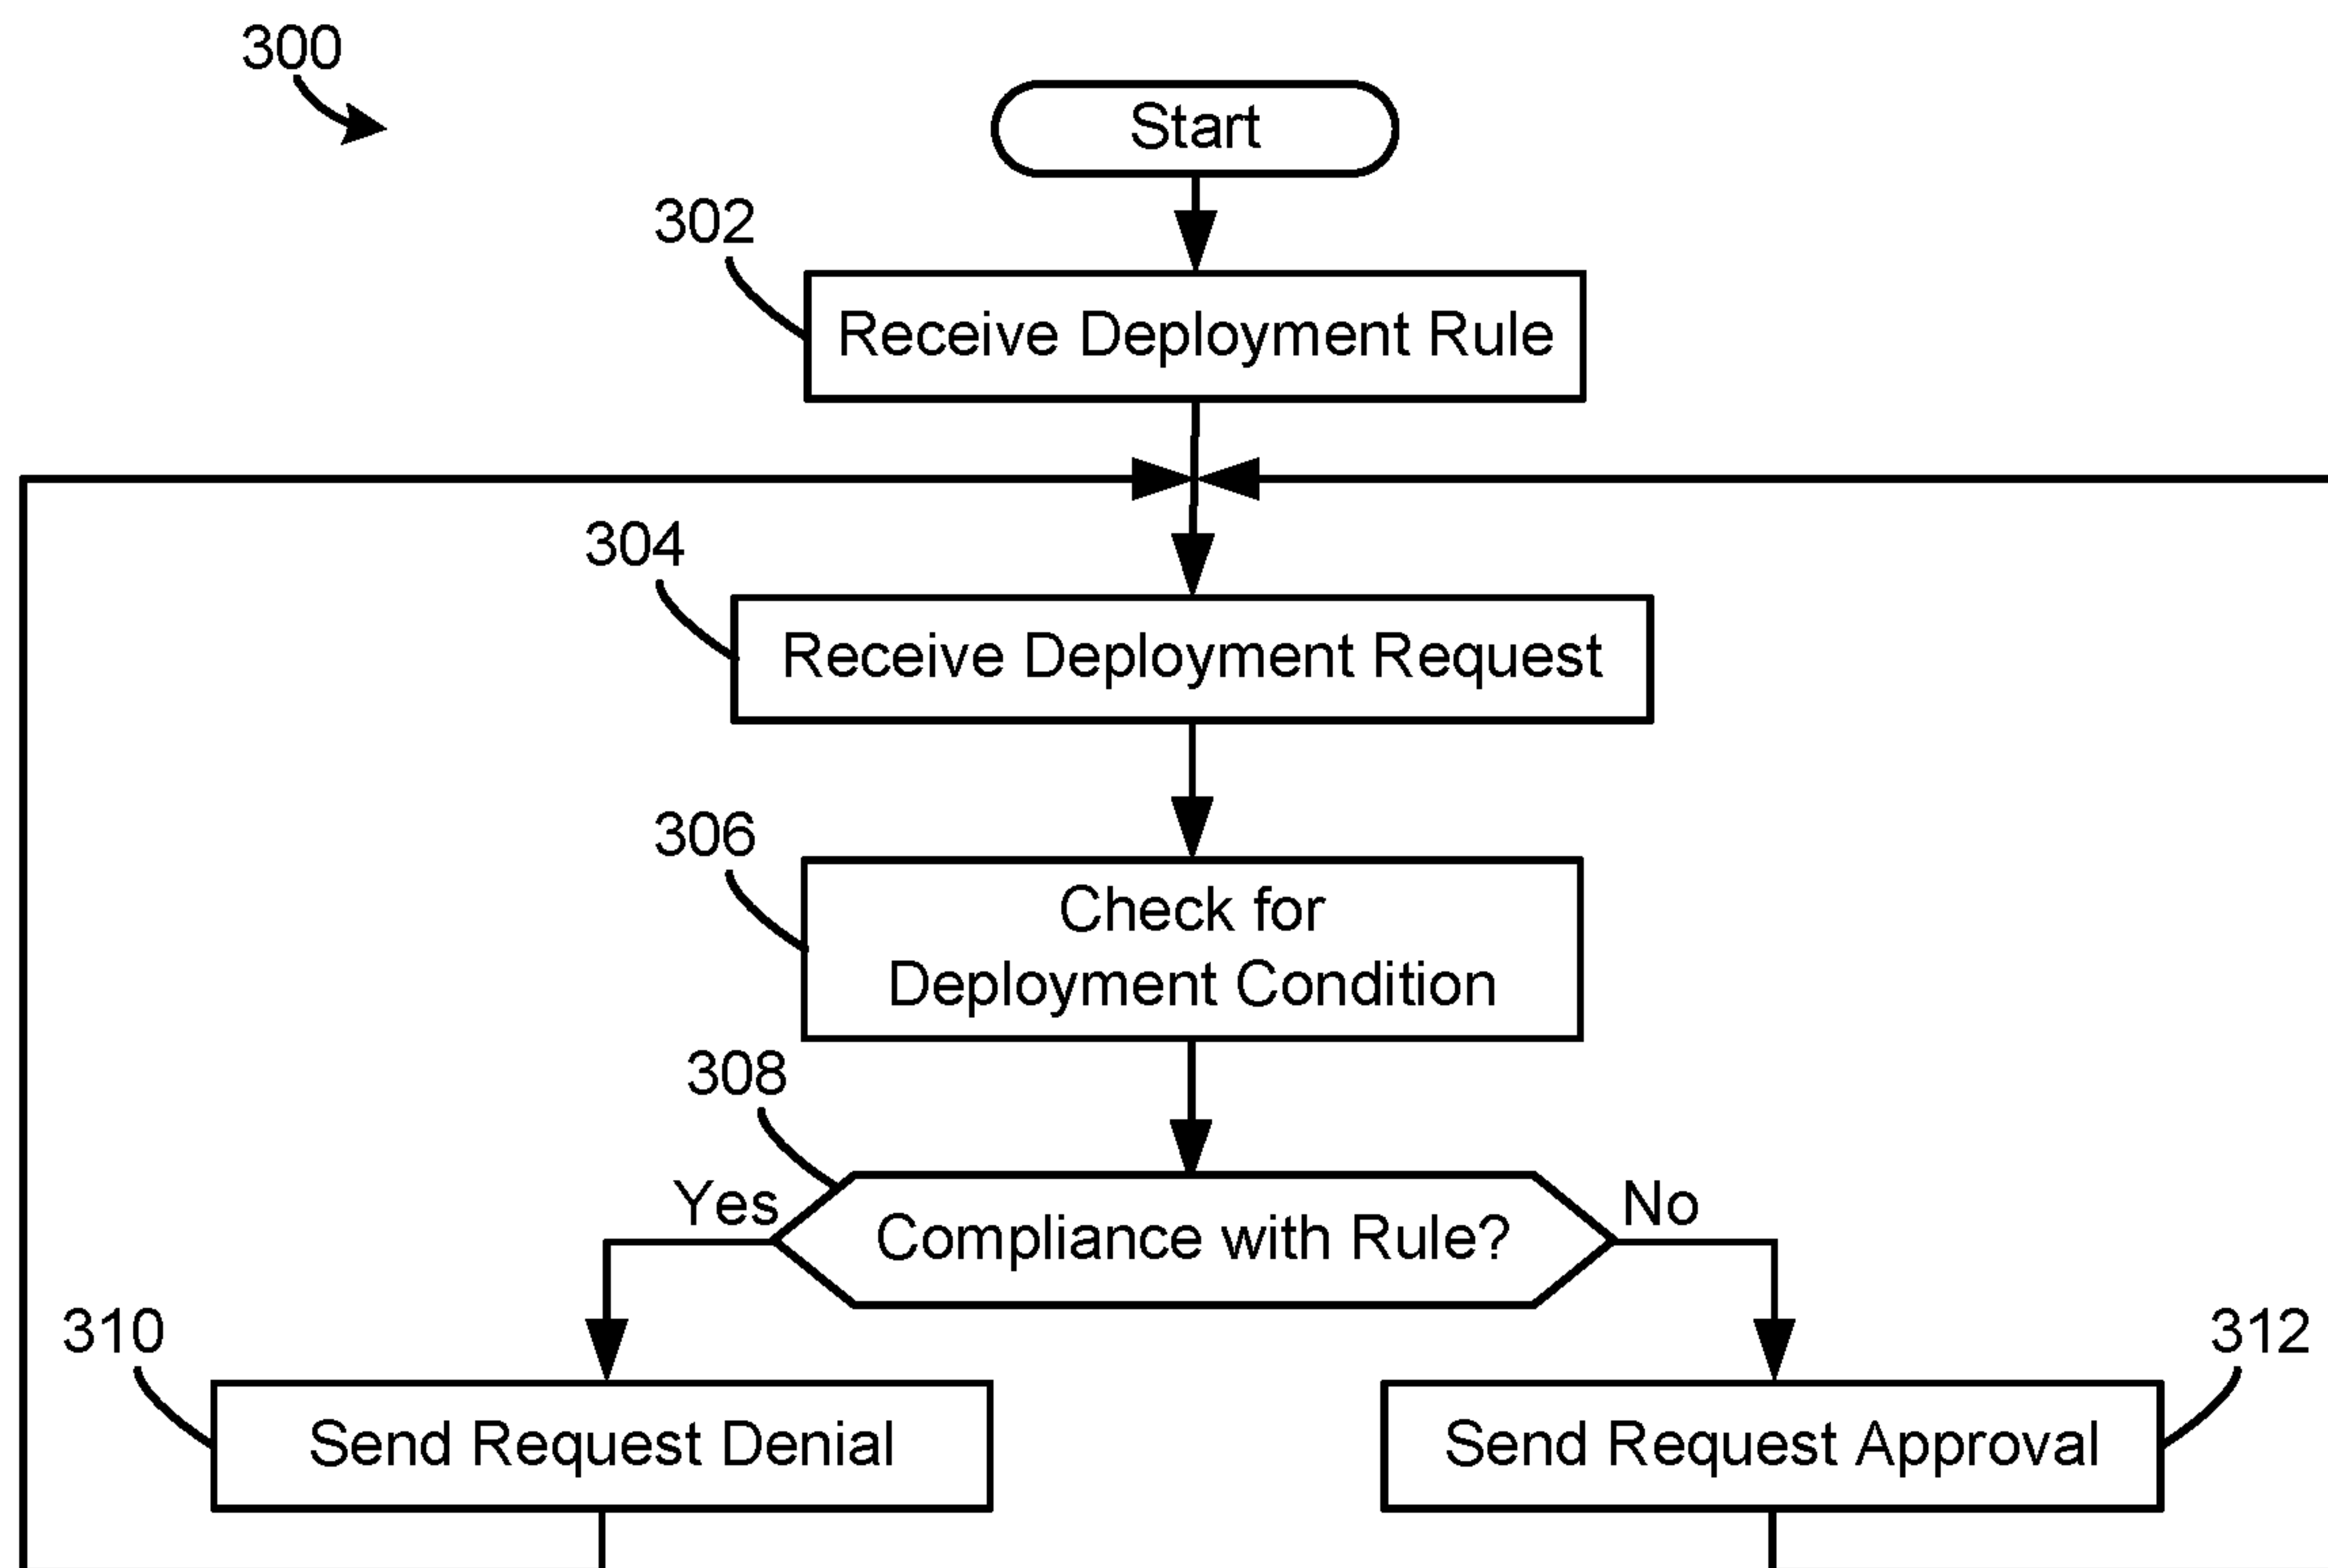 300
Start
302
Receive Deployment Rule
304
Receive Deployment Request
306
Check for
Deployment Condition
308
Yes
No
Compliance with Rule?
310
312
Send Request Denial
Send Request Approval